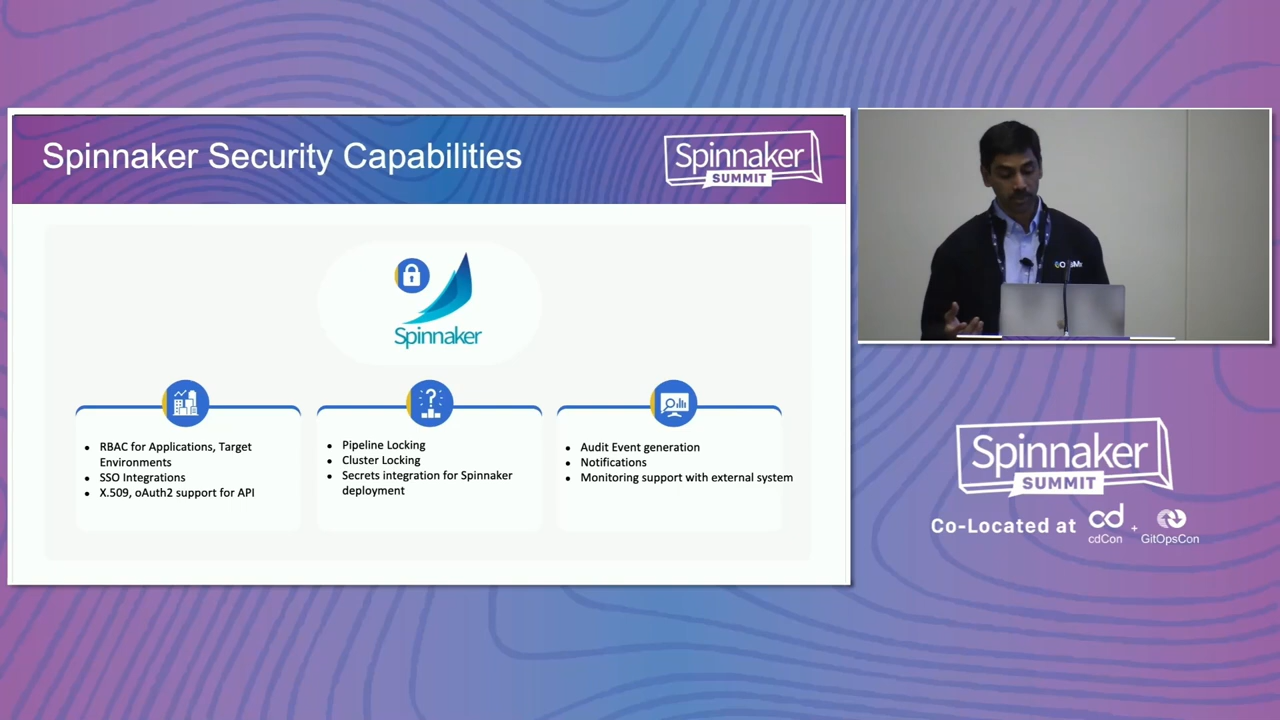 Spinnaker Security Capabilities
Spinnaker
SUMMIT
Spinnaker
• RBAC for Applications, Target
Environments
• SSO Integrations
• X.509, oAuth2 support for API
• Pipeline Locking
• Cluster Locking
• Secrets integration for Spinnaker
deployment
• Audit Event generation
• Notifications
• Monitoring support with external system
Spinnaker
SUMMIT
Co-Located at
cd
cdCon
+
GitOpsCon